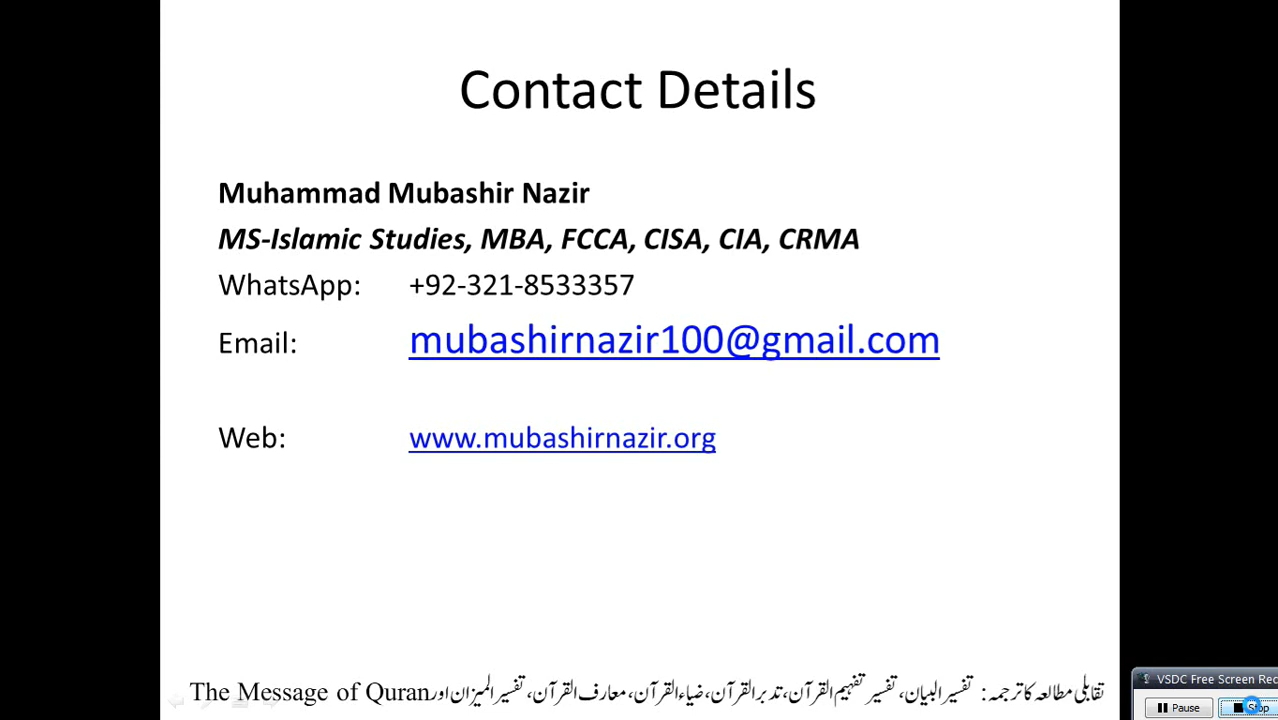 Contact Details
Muhammad Mubashir Nazir
MS-Islamic Studies, MBA, FCCA, CISA, CIA, CRMA
WhatsApp: +92-321-8533357
Email: mubashirnazir100@gmail.com
Web: www.mubashirnazir.org
تقابلی مطالعہ کا ترجمہ: تفسیر البیان، تفسیر تفہیم القرآن، تدبر القرآن، ضیاء القرآن، معارف القرآن، تفسیر المیزان اور The Message of Quran
VSDC Free Screen Rec
Pause Stop